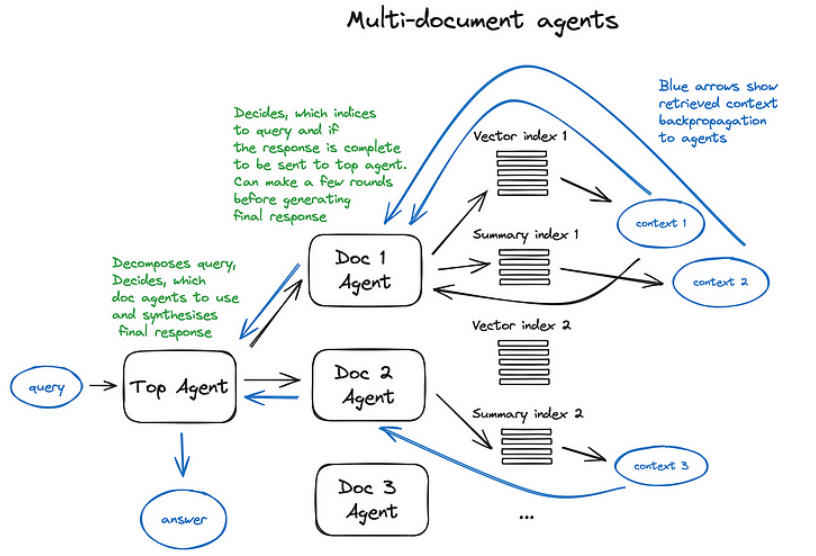 Multi-document agents
Blue arrows show
retrieved context
backpropagation
to agents
Decides, which indices
to query and if
the response is complete
to be sent to top agent.
Can make a few rounds
before generating
final response
Vector index 1
context 1
Doc 1
Agent
Summary index 1
context 2
Decomposes query,
Decides, which
doc agents to use
and synthesises
final response
Vector index 2
query
Top Agent
Doc 2
Agent
Summary index 2
context 3
answer
Doc 3
Agent
...